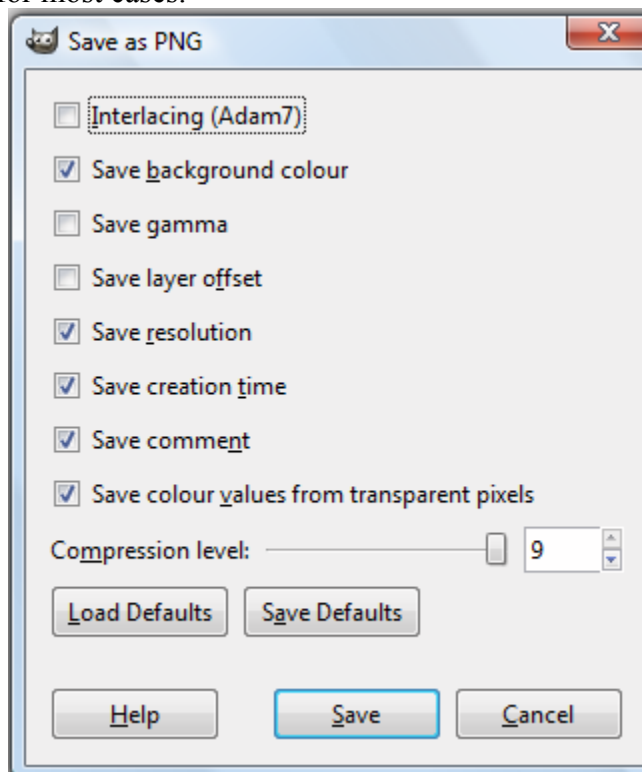 for most cases.
Save as PNG
Interlacing (Adam7)
Save background colour
Save gamma
Save layer offset
Save resolution
Save creation time
Save comment
Save colour values from transparent pixels
Compression level: 9
Load Defaults Save Defaults
Help Save Cancel